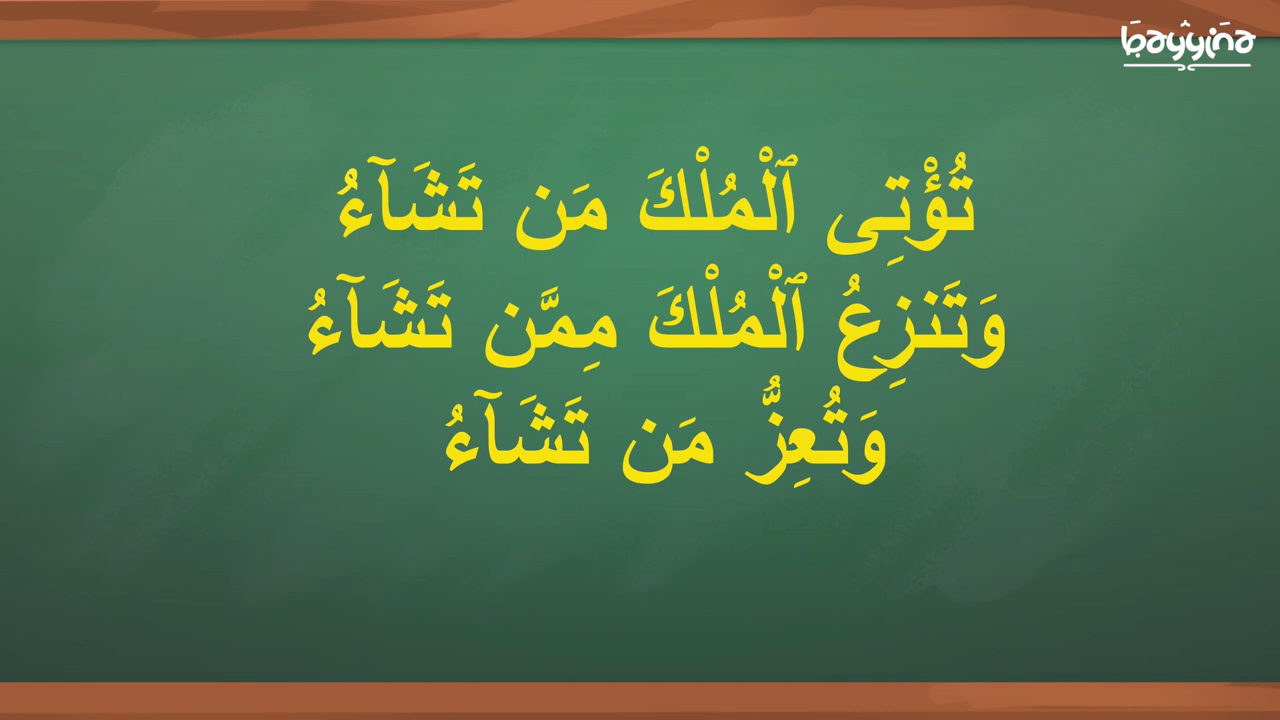 bayyina
تُؤْتِى ٱلْمُلْكَ مَن تَشَآءُ
وَتَنزِعُ ٱلْمُلْكَ مِمَّن تَشَآءُ
وَتُعِزُّ مَن تَشَآءُ